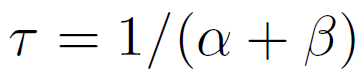 τ = 1/(α + β)